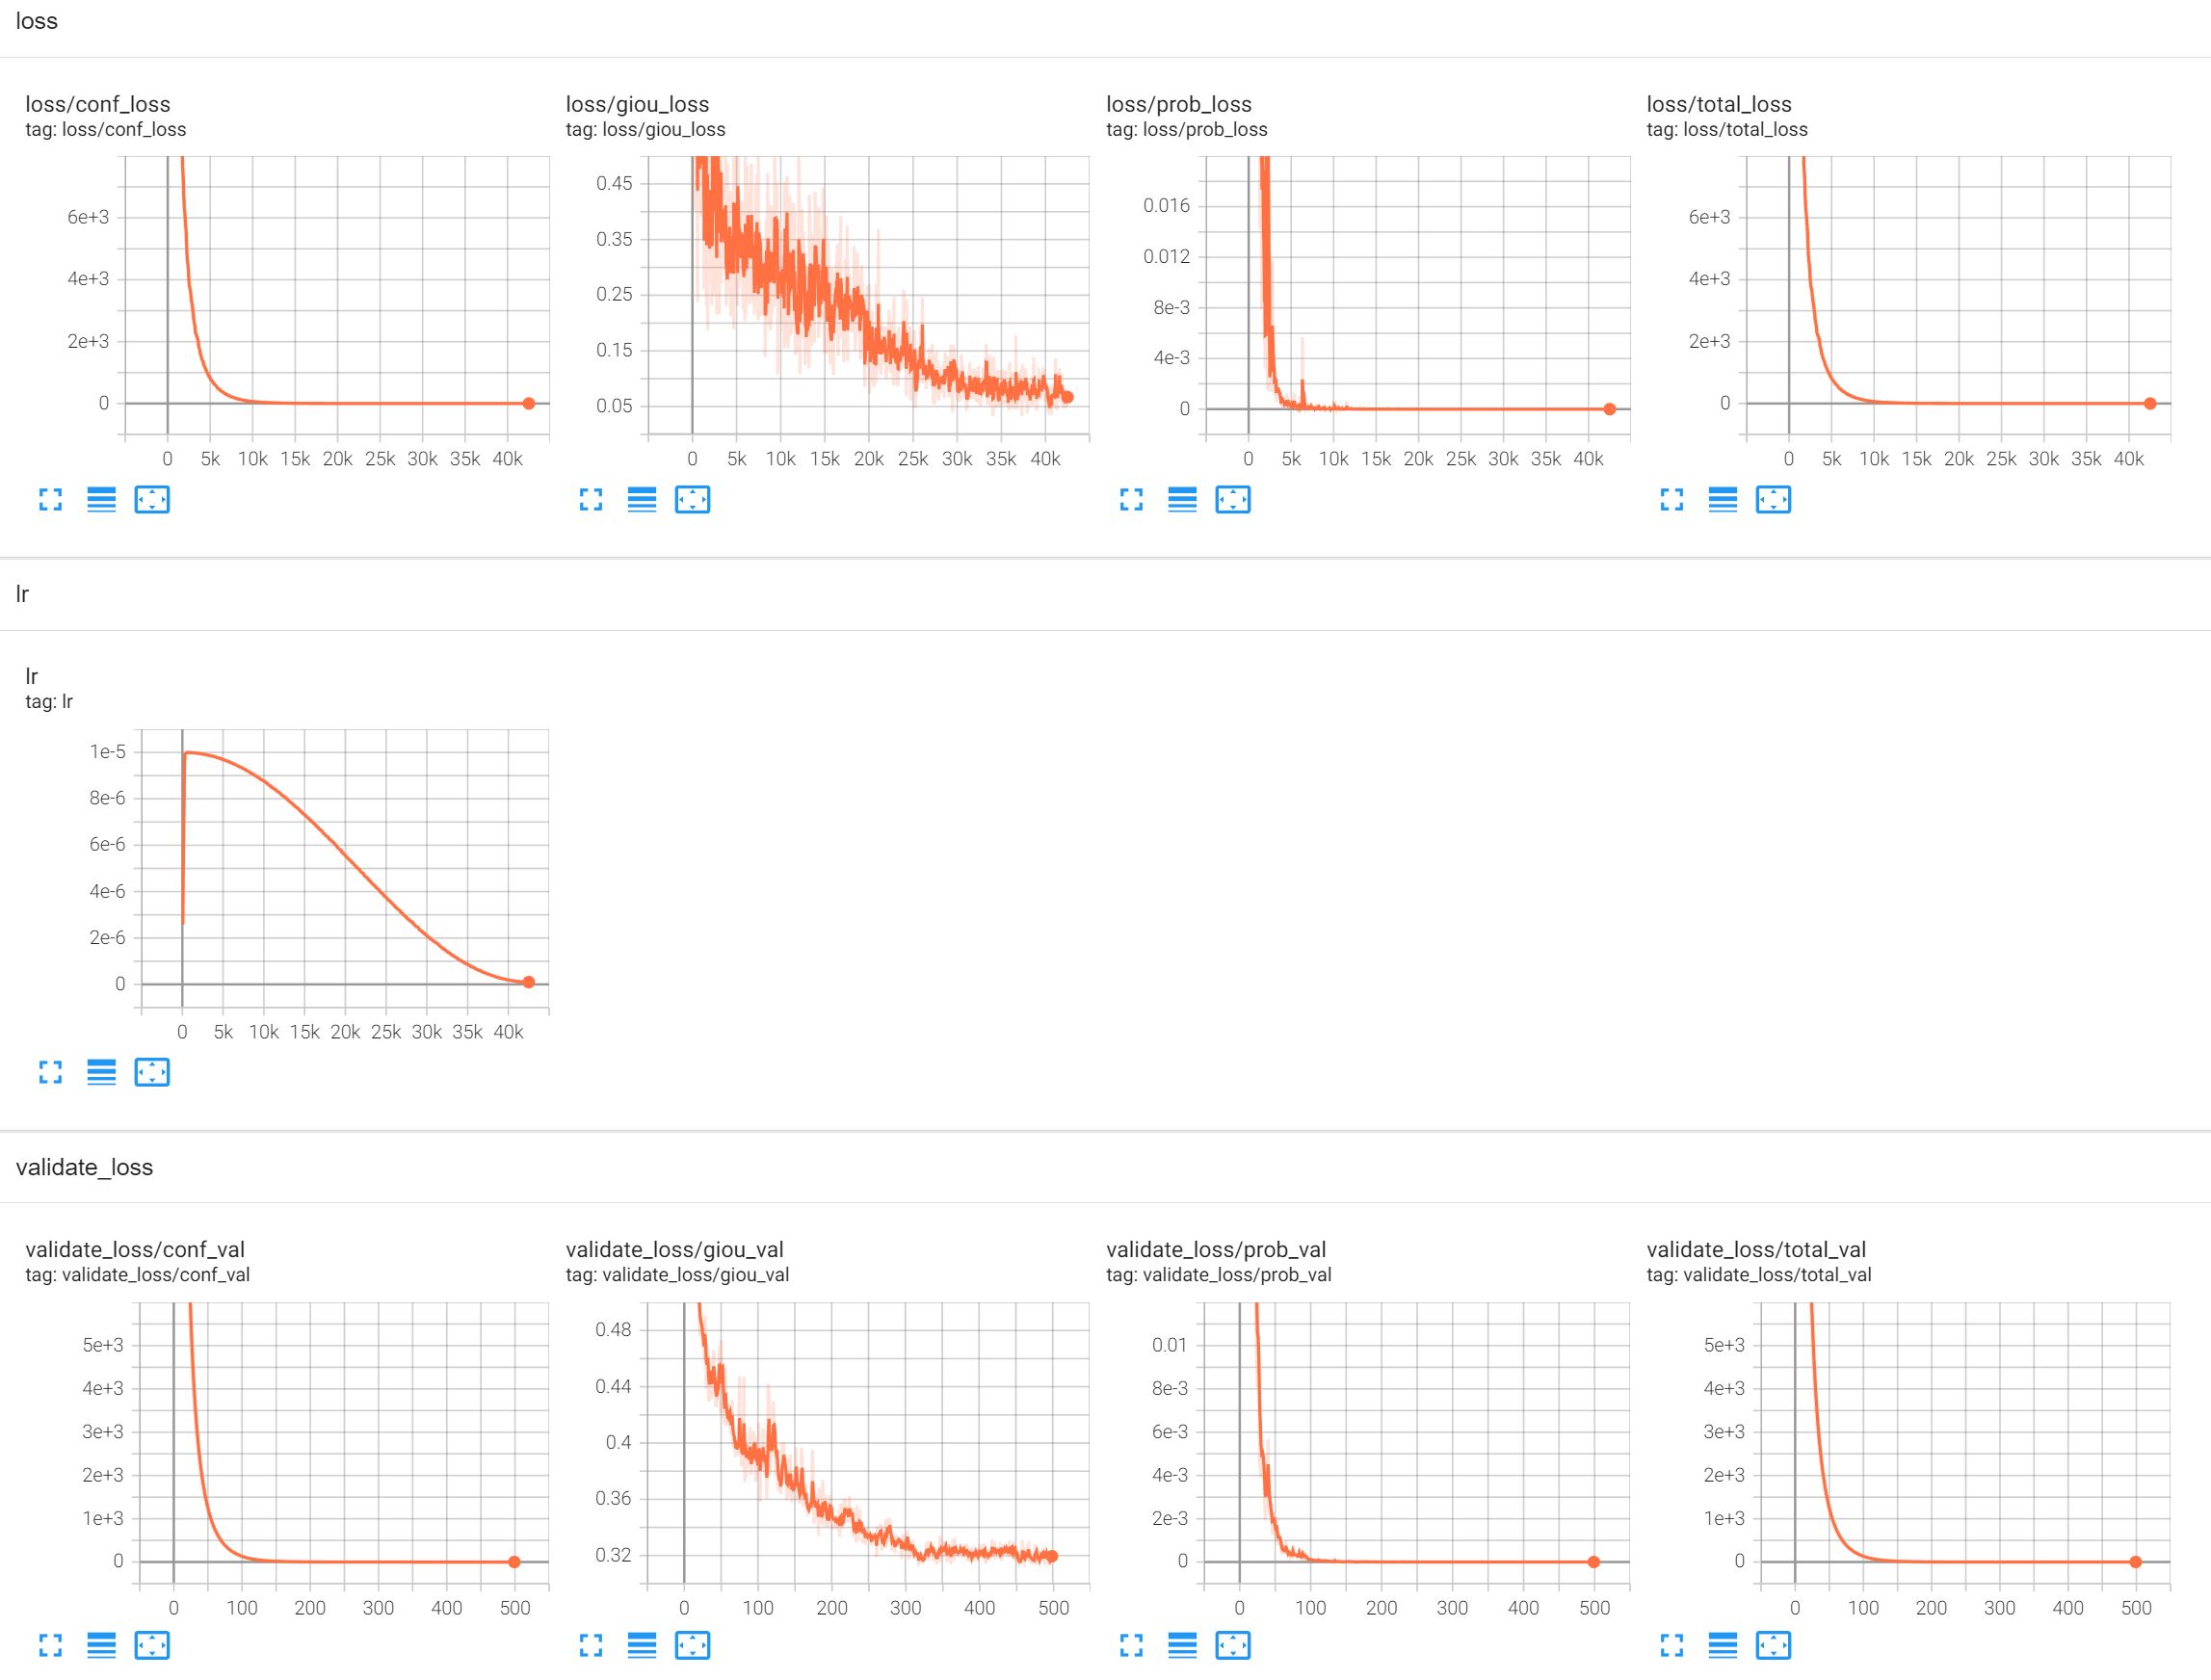 loss
loss/conf_loss
tag: loss/conf_loss
6e+3
4e+3
2e+3
0
0 5k 10k 15k 20k 25k 30k 35k 40k
loss/giou_loss
tag: loss/giou_loss
0.45
0.35
0.25
0.15
0.05
0 5k 10k 15k 20k 25k 30k 35k 40k
loss/prob_loss
tag: loss/prob_loss
0.016
0.012
8e-3
4e-3
0
0 5k 10k 15k 20k 25k 30k 35k 40k
loss/total_loss
tag: loss/total_loss
6e+3
4e+3
2e+3
0
0 5k 10k 15k 20k 25k 30k 35k 40k
lr
lr
tag: lr
1e-5
8e-6
6e-6
4e-6
2e-6
0
0 5k 10k 15k 20k 25k 30k 35k 40k
validate_loss
validate_loss/conf_val
tag: validate_loss/conf_val
5e+3
4e+3
3e+3
2e+3
1e+3
0
0 100 200 300 400 500
validate_loss/giou_val
tag: validate_loss/giou_val
0.48
0.44
0.4
0.36
0.32
0 100 200 300 400 500
validate_loss/prob_val
tag: validate_loss/prob_val
0.01
8e-3
6e-3
4e-3
2e-3
0
0 100 200 300 400 500
validate_loss/total_val
tag: validate_loss/total_val
5e+3
4e+3
3e+3
2e+3
1e+3
0
0 100 200 300 400 500